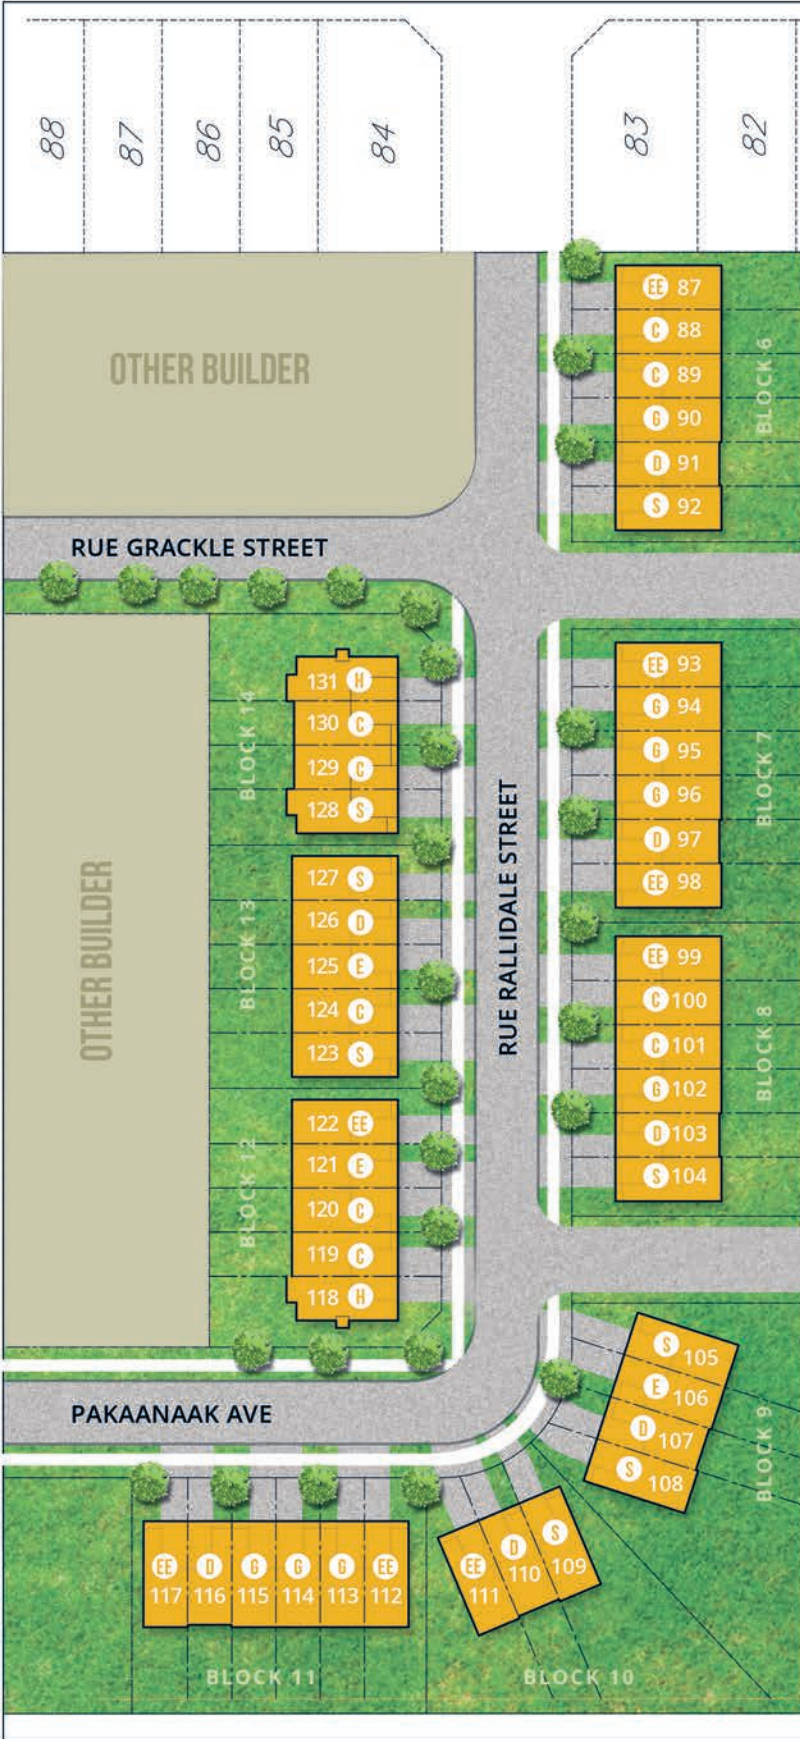 88
87
86
85
84
83
82
OTHER BUILDER
EE 87
C 88
C 89
G 90
D 91
S 92
BLOCK 6
RUE GRACKLE STREET
131 H
130 C
129 C
128 S
BLOCK 14
EE 93
G 94
G 95
G 96
D 97
EE 98
BLOCK 7
RUE RALLIDALE STREET
OTHER BUILDER
127 S
126 D
125 E
124 C
123 S
BLOCK 13
EE 99
C 100
C 101
G 102
D 103
S 104
BLOCK 8
122 EE
121 E
120 C
119 C
118 H
BLOCK 12
PAKAANAAK AVE
S 105
E 106
D 107
S 108
BLOCK 9
EE 117
D 116
G 115
G 114
G 113
EE 112
BLOCK 11
EE 111
D 110
S 109
BLOCK 10